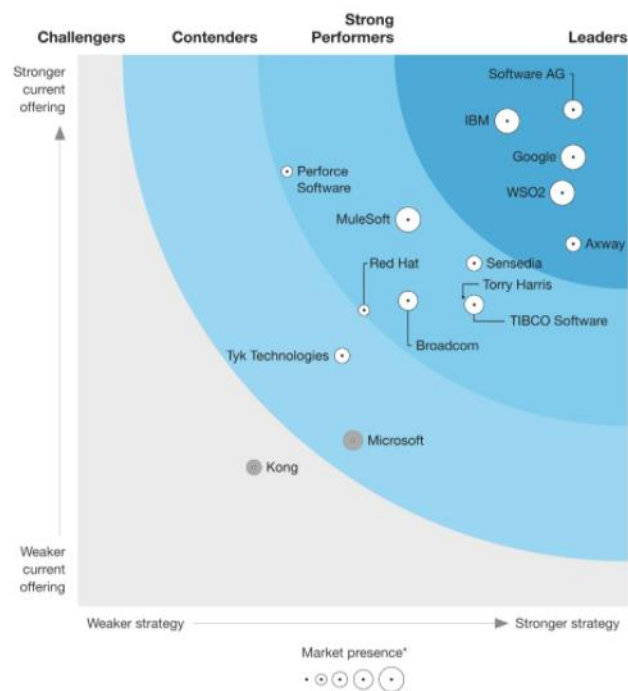 Challengers
Contenders
Strong
Performers
Leaders
Stronger
current
offering
Software AG
IBM
Google
Perforce
Software
WSO2
MuleSoft
Axway
Red Hat
Sensedia
Torry Harris
TIBCO Software
Broadcom
Tyk Technologies
Microsoft
Kong
Weaker
current
offering
Weaker strategy
Stronger strategy
Market presence*